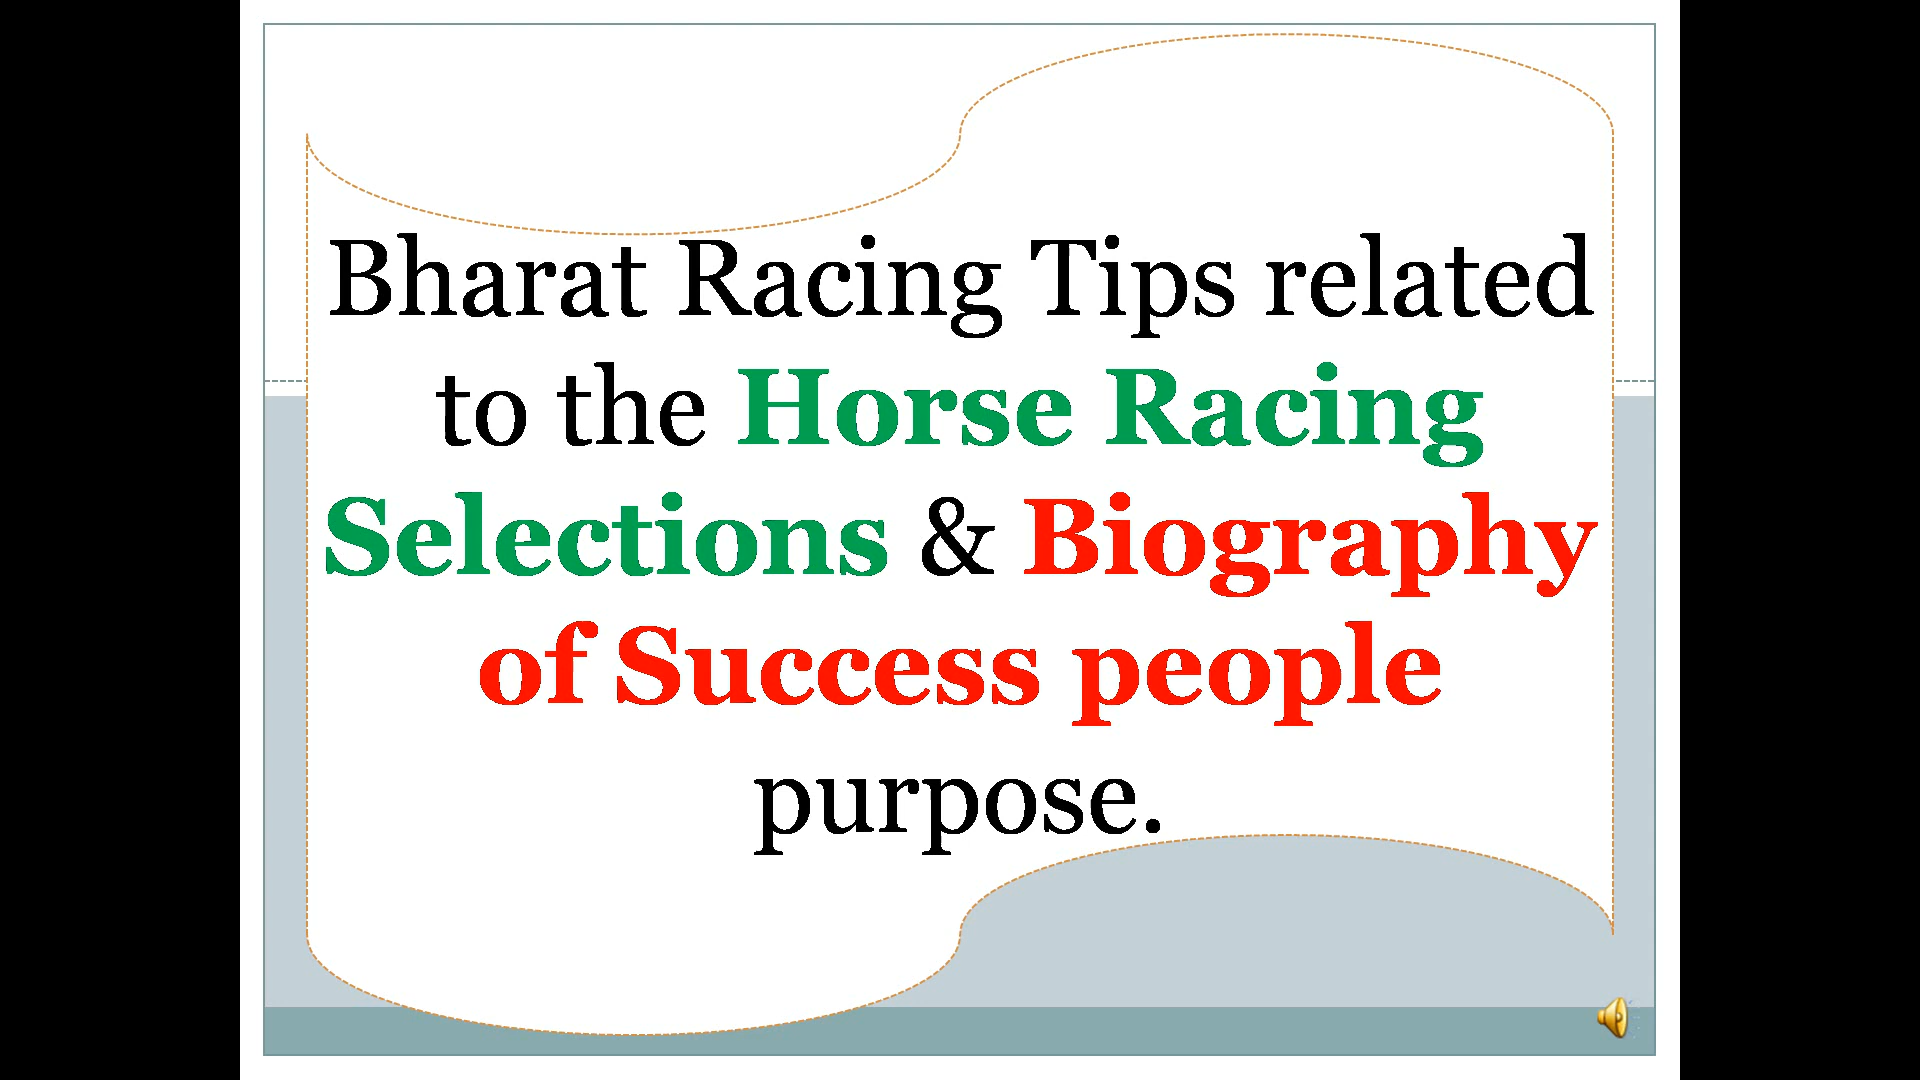 Bharat Racing Tips related
to the Horse Racing
Selections & Biography
of Success people
purpose.